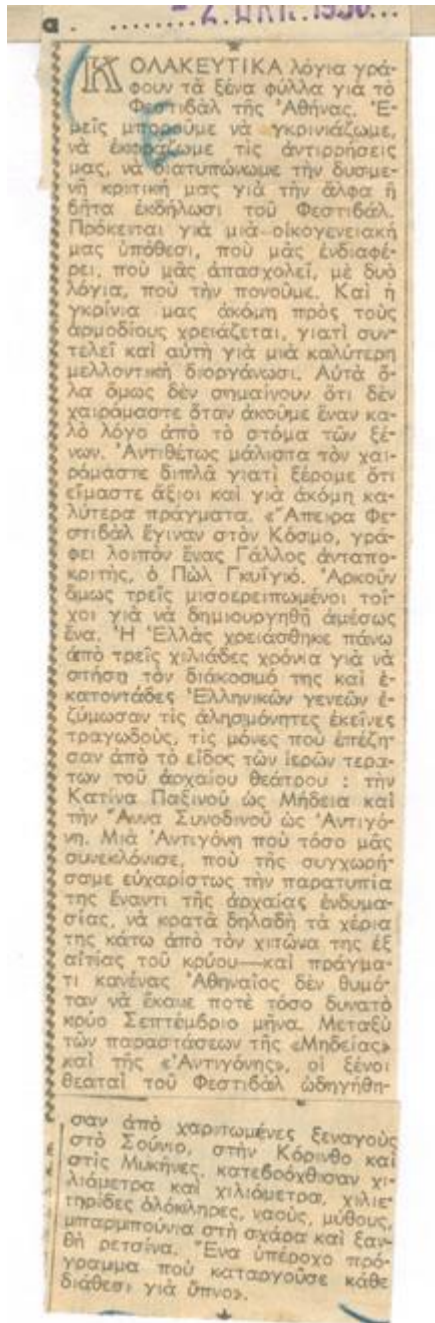 α.
- 2. ΟΚΤ. 1956
ΚΟΛΑΚΕΥΤΙΚΑ λόγια γρά-
φουν τὰ ξένα φύλλα γιὰ τὸ
Φεστιβὰλ τῆς Ἀθήνας. Ἐ-
μεῖς μποροῦμε νὰ γκρινιάζωμε,
νὰ ἐκφράζωμε τὶς ἀντιρρήσεις
μας, νὰ διατυπώνωμε τὴν δυσμε-
νῆ κριτική μας γιὰ τὴν ἄλφα ἢ
βῆτα ἐκδήλωσι τοῦ Φεστιβάλ.
Πρόκειται γιὰ μιὰ οἰκογενειακή
μας ὑπόθεσι, ποὺ μᾶς ἐνδιαφέ-
ρει, ποὺ μᾶς ἀπασχολεῖ, μὲ δυὸ
λόγια, ποὺ τὴν πονοῦμε. Καὶ ἡ
γκρίνια μας ἀκόμη πρὸς τοὺς
ἁρμοδίους χρειάζεται, γιατὶ συν-
τελεῖ καὶ αὐτὴ γιὰ μιὰ καλύτερη
μελλοντικὴ διοργάνωσι. Αὐτὰ ὅ-
λα ὅμως δὲν σημαίνουν ὅτι δὲν
χαιρόμαστε ὅταν ἀκοῦμε ἕναν κα-
λὸ λόγο ἀπὸ τὸ στόμα τῶν ξέ-
νων. Ἀντιθέτως μάλιστα τὸν χαι-
ρόμαστε διπλᾶ γιατὶ ξέρομε ὅτι
εἴμαστε ἄξιοι καὶ γιὰ ἀκόμη κα-
λύτερα πράγματα. «Ἄπειρα Φε-
στιβὰλ ἔγιναν στὸν Κόσμο, γρά-
φει λοιπὸν ἕνας Γάλλος ἀνταπο-
κριτής, ὁ Πὼλ Γκυΐγιό. Ἀρκοῦν
ὅμως τρεῖς μισοερειπωμένοι τοῖ-
χοι γιὰ νὰ δημιουργηθῇ ἀμέσως
ἕνα. Ἡ Ἑλλὰς χρειάσθηκε πάνω
ἀπὸ τρεῖς χιλιάδες χρόνια γιὰ νὰ
στήση τὸν διάκοσμό της καὶ ἑ-
κατοντάδες Ἑλληνικῶν γενεῶν ἐ-
ζύμωσαν τὶς ἀλησμόνητες ἐκεῖνες
τραγωδούς, τὶς μόνες ποὺ ἐπέζη-
σαν ἀπὸ τὸ εἶδος τῶν ἱερῶν τερά-
των τοῦ ἀρχαίου θεάτρου : τὴν
Κατίνα Παξινοῦ ὡς Μήδεια καὶ
τὴν Ἄννα Συνοδινοῦ ὡς Ἀντιγό-
νη. Μιὰ Ἀντιγόνη ποὺ τόσο μᾶς
συνεκλόνισε, ποὺ τῆς συγχωρή-
σαμε εὐχαρίστως τὴν παρατυπία
της ἔναντι τῆς ἀρχαίας ἐνδυμα-
σίας, νὰ κρατᾶ δηλαδὴ τὰ χέρια
της κάτω ἀπὸ τὸν χιτῶνα της ἐξ
αἰτίας τοῦ κρύου—καὶ πράγμα-
τι κανένας Ἀθηναῖος δὲν θυμό-
ταν νὰ ἔκαμε ποτὲ τόσο δυνατὸ
κρύο Σεπτέμβριο μῆνα. Μεταξὺ
τῶν παραστάσεων τῆς «Μηδείας»
καὶ τῆς «Ἀντιγόνης», οἱ ξένοι
θεαταὶ τοῦ Φεστιβὰλ ὡδηγήθη-
σαν ἀπὸ χαριτωμένες ξεναγοὺς
στὸ Σούνιο, στὴν Κόρινθο καὶ
στὶς Μυκῆνες, κατεβρόχθισαν χι-
λιόμετρα καὶ χιλιόμετρα, χιλιε-
τηρίδες ὁλόκληρες, ναούς, μύθους,
μπαρμπούνια στὴ σχάρα καὶ ξαν-
θὴ ρετσίνα. Ἕνα ὑπέροχο πρό-
γραμμα ποὺ καταργοῦσε κάθε
διάθεσι γιὰ ὕπνο».